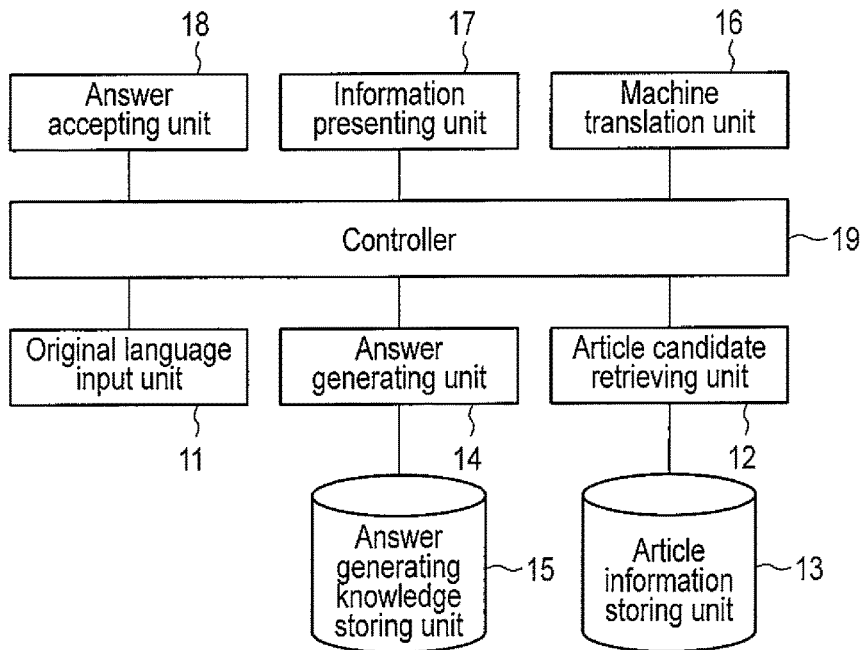 18
17
16
Answer
accepting unit
Information
presenting unit
Machine
translation unit
Controller
19
Original language
input unit
Answer
generating unit
Article candidate
retrieving unit
11
14
12
Answer
generating
knowledge
storing unit
15
Article
information
storing unit
13